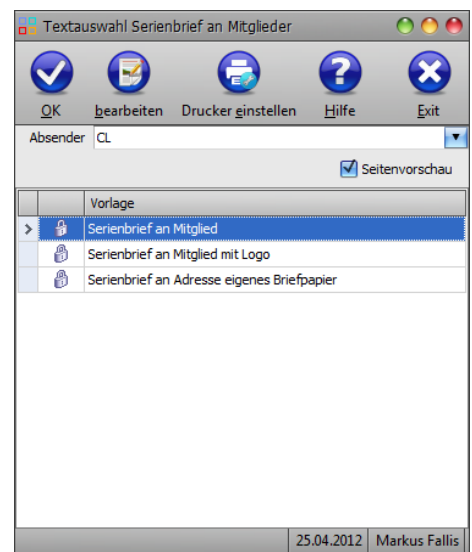 Textauswahl Serienbrief an Mitglieder
OK bearbeiten Drucker einstellen Hilfe Exit
Absender CL
Seitenvorschau
Vorlage
Serienbrief an Mitglied
Serienbrief an Mitglied mit Logo
Serienbrief an Adresse eigenes Briefpapier
25.04.2012 Markus Fallis